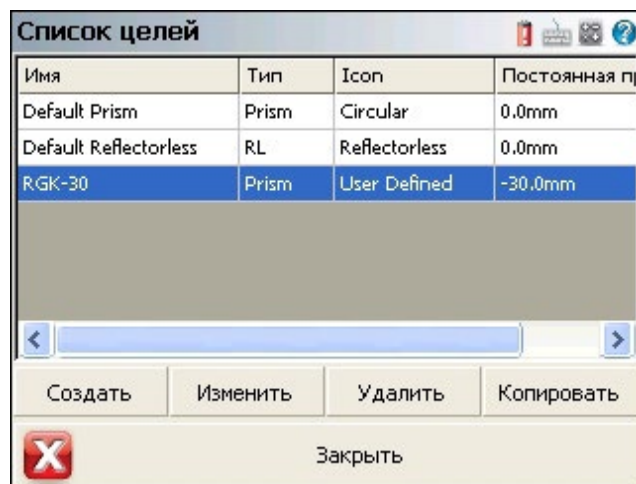 Список целей
Имя Тип Icon Постоянная
Default Prism Prism Circular 0.0mm
Default Reflectorless RL Reflectorless 0.0mm
RGK-30 Prism User Defined -30.0mm
Создать Изменить Удалить Копировать
Закрыть